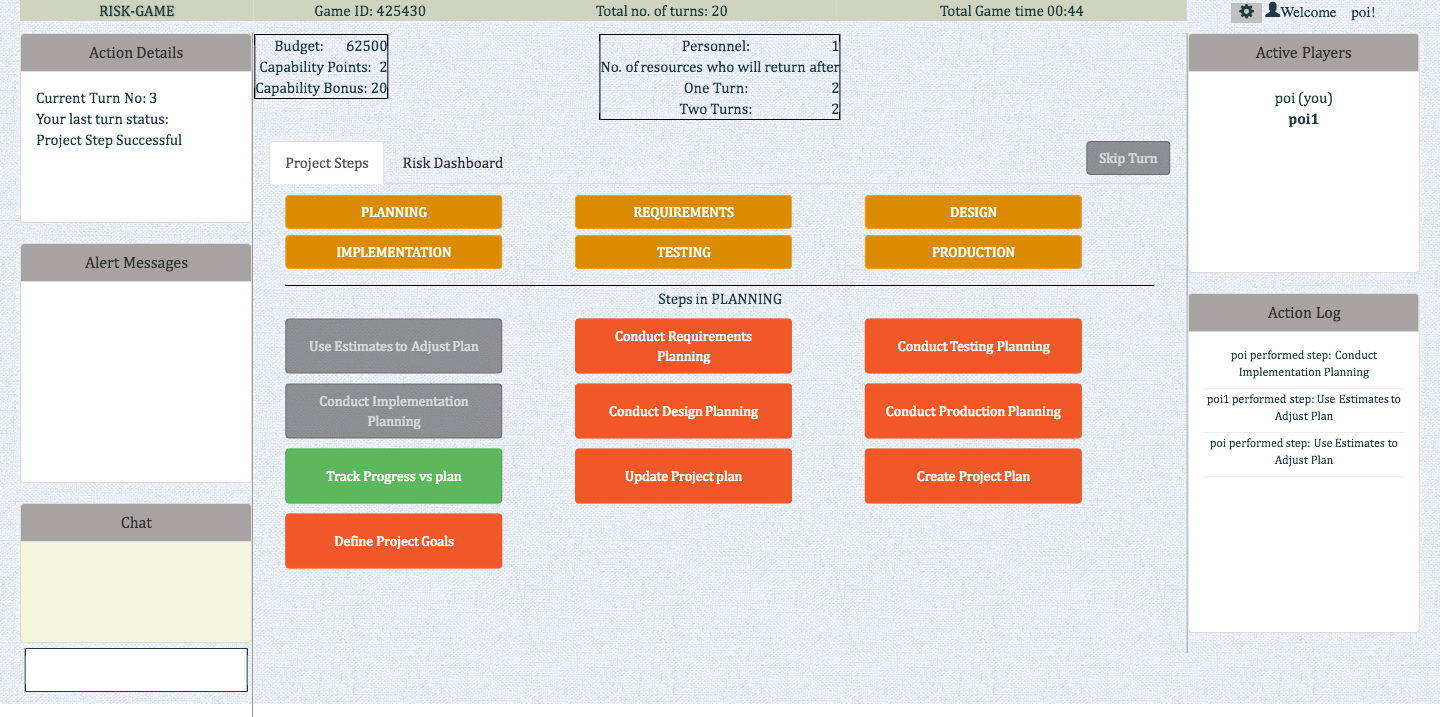 RISK-GAME Game ID: 425430 Total no. of turns: 20 Total Game time 00:44 Welcome poi!
Action Details
Current Turn No: 3
Your last turn status:
Project Step Successful
Alert Messages
Chat
Budget: 62500
Capability Points: 2
Capability Bonus: 20
Personnel: 1
No. of resources who will return after
One Turn: 2
Two Turns: 2
Project Steps Risk Dashboard Skip Turn
PLANNING REQUIREMENTS DESIGN
IMPLEMENTATION TESTING PRODUCTION
Steps in PLANNING
Use Estimates to Adjust Plan
Conduct Requirements
Planning
Conduct Testing Planning
Conduct Implementation
Planning
Conduct Design Planning
Conduct Production Planning
Track Progress vs plan
Update Project plan
Create Project Plan
Define Project Goals
Active Players
poi (you)
poi1
Action Log
poi performed step: Conduct
Implementation Planning
poi1 performed step: Use Estimates to
Adjust Plan
poi performed step: Use Estimates to
Adjust Plan